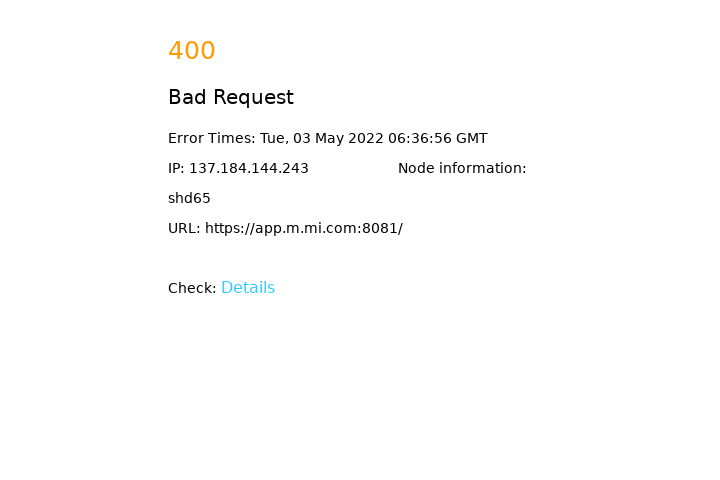 400
Bad Request
Error Times: Tue, 03 May 2022 06:36:56 GMT
IP: 137.184.144.243 Node information:
shd65
URL: https://app.m.mi.com:8081/
Check: Details